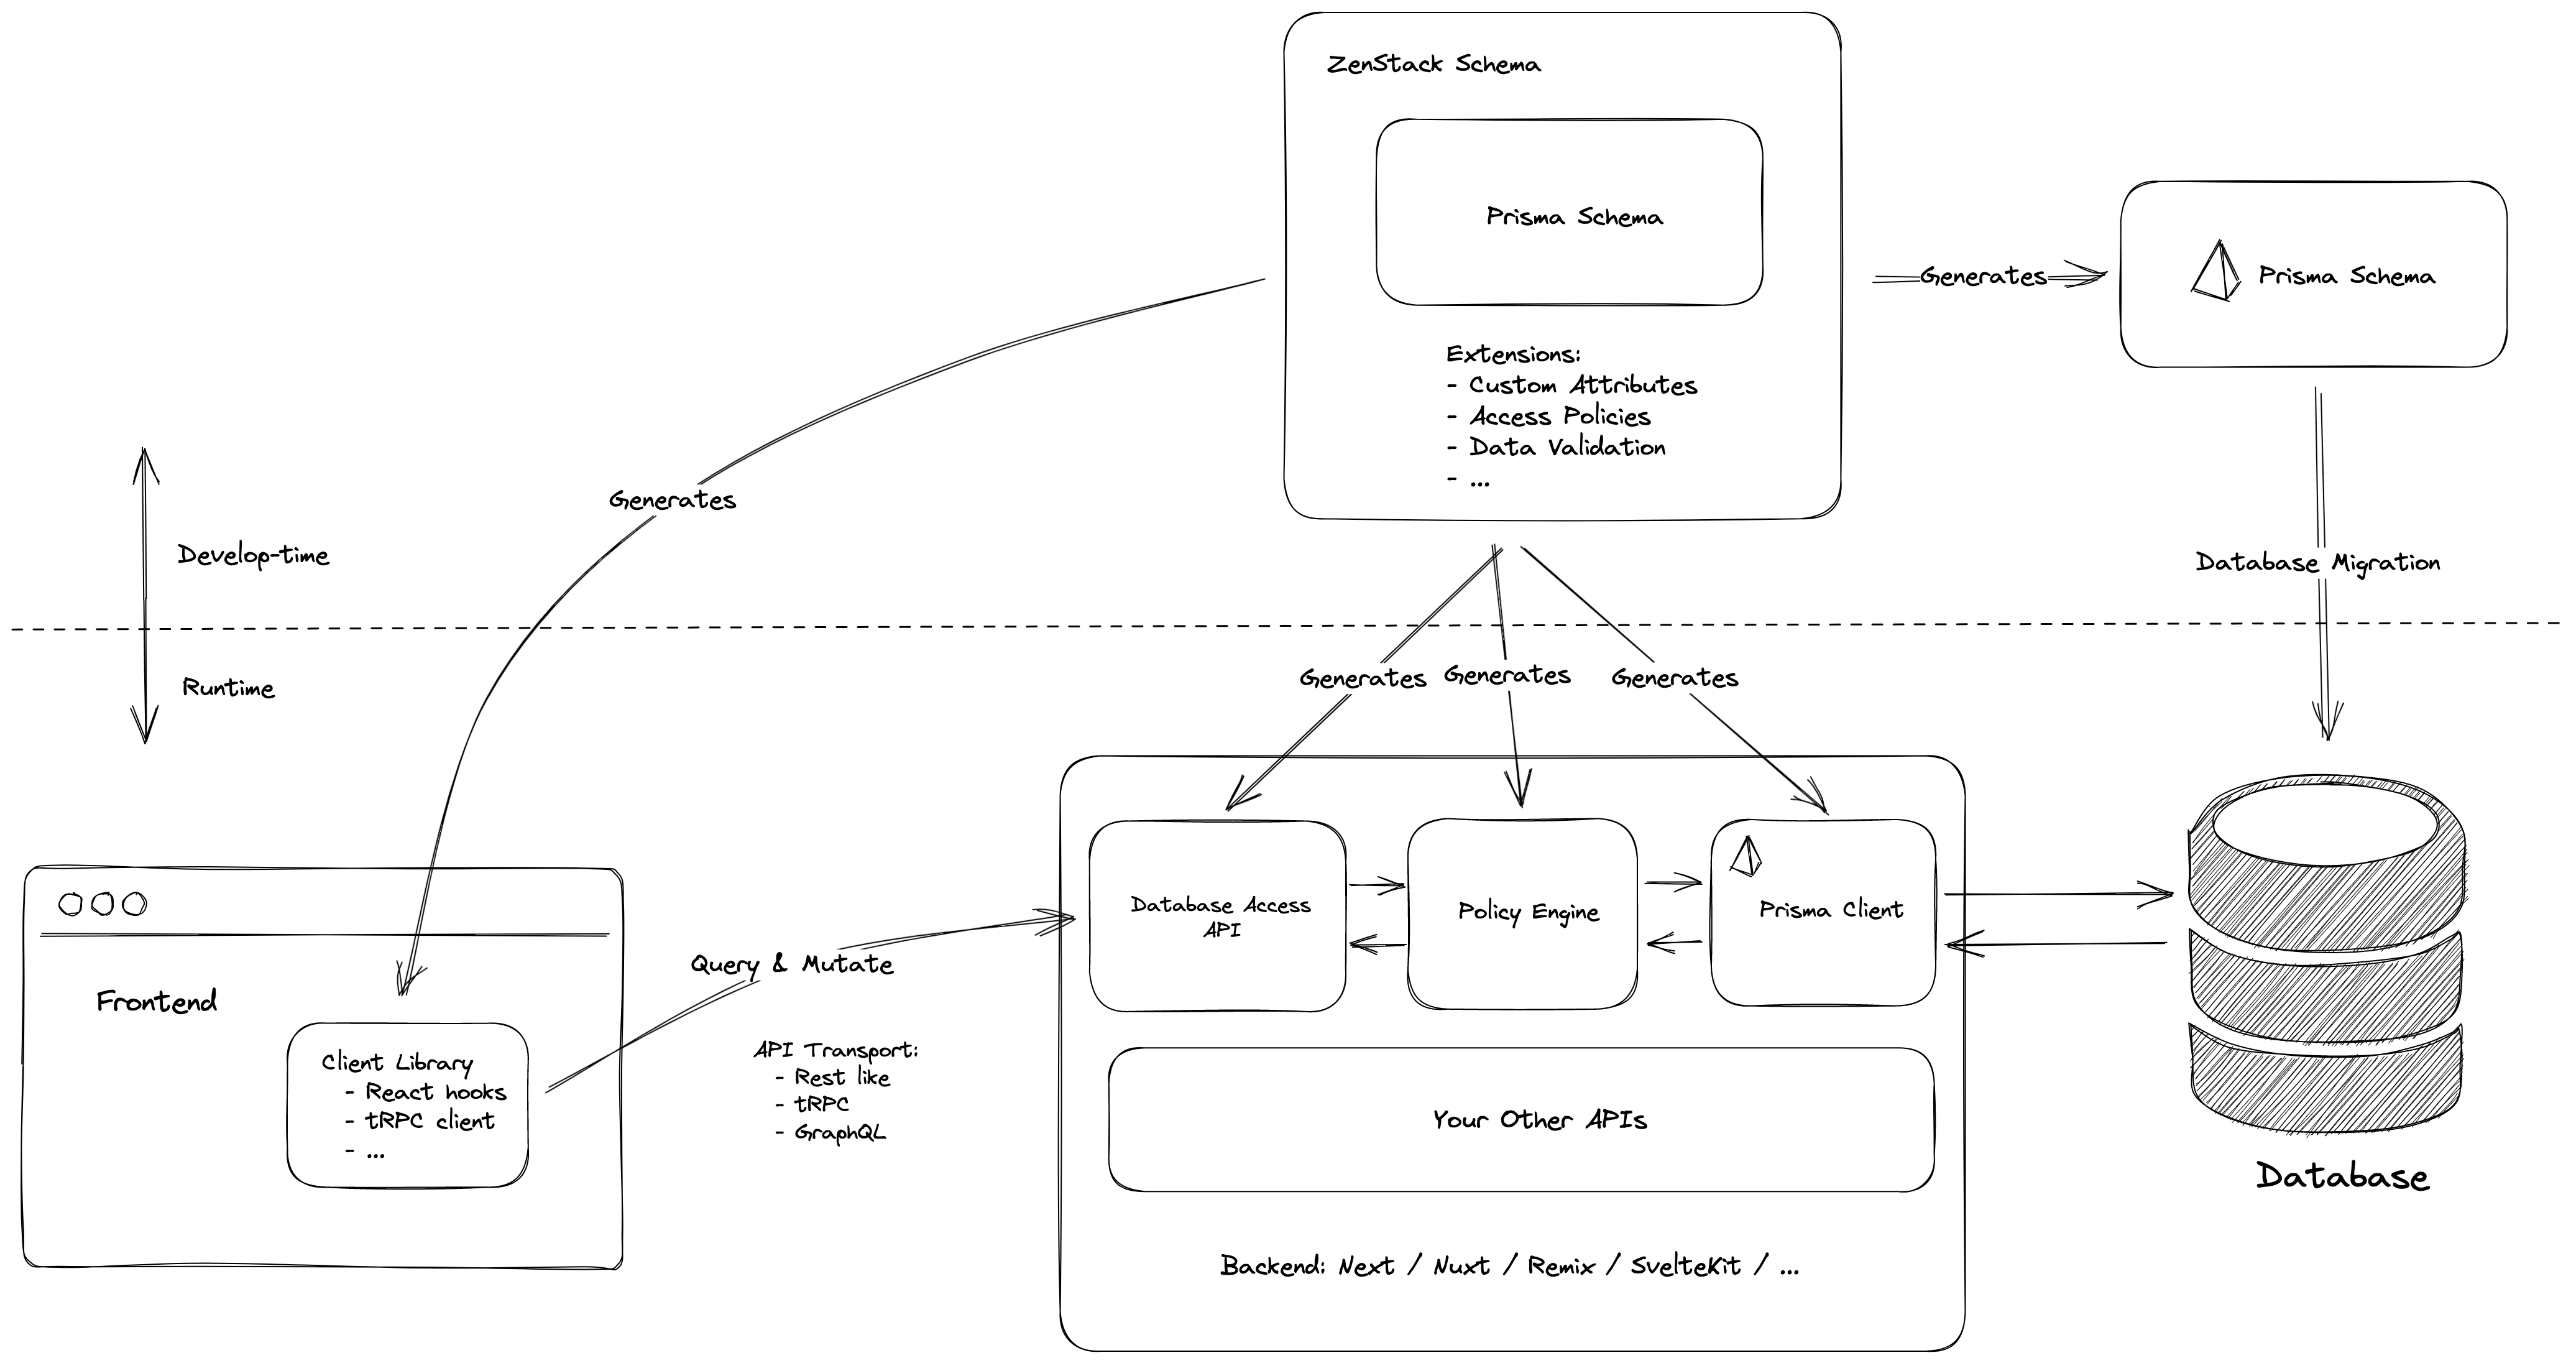 ZenStack Schema
Prisma Schema
Extensions:
- Custom Attributes
- Access Policies
- Data Validation
- ...
Generates
Prisma Schema
Generates
Database Migration
Develop-time
Runtime
Generates
Generates
Generates
Frontend
Client Library
- React hooks
- tRPC client
- ...
Query & Mutate
API Transport:
- Rest like
- tRPC
- GraphQL
Database Access
API
Policy Engine
Prisma Client
Your Other APIs
Backend: Next / Nuxt / Remix / SvelteKit / ...
Database